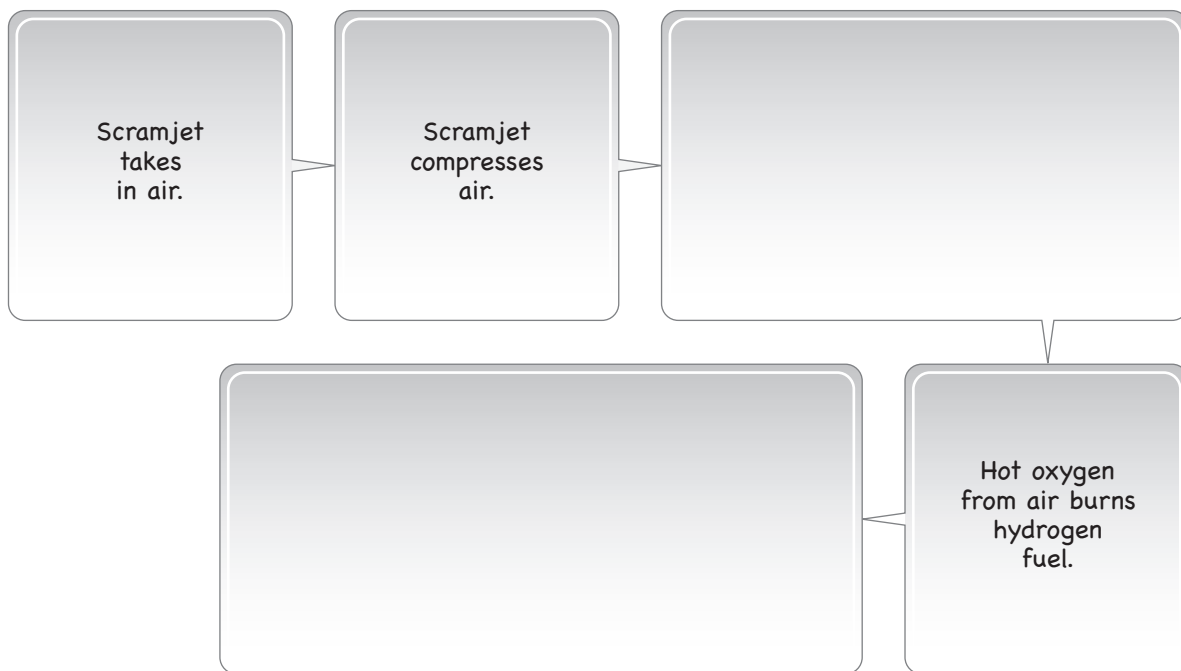 Scramjet
takes
in air.
Scramjet
compresses
air.
Hot oxygen
from air burns
hydrogen
fuel.